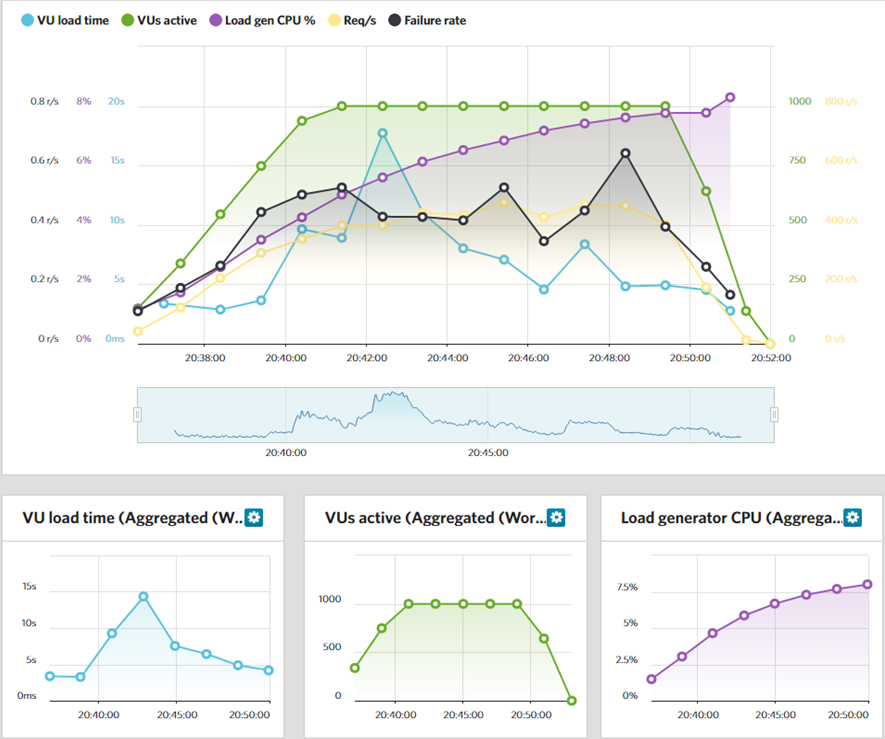 VU load time VUs active Load gen CPU % Req/s Failure rate
0.8 r/s 8% 20s 1000 800 r/s
0.6 r/s 6% 15s 750 600 r/s
0.4 r/s 4% 10s 500 400 r/s
0.2 r/s 2% 5s 250 200 r/s
0 r/s 0% 0ms 0 0 r/s
20:38:00 20:40:00 20:42:00 20:44:00 20:46:00 20:48:00 20:50:00 20:52:00
20:40:00 20:45:00
VU load time (Aggregated (W...
15s
10s
5s
0ms
20:40:00 20:45:00 20:50:00
VUs active (Aggregated (Wor...
1000
500
0
20:40:00 20:45:00 20:50:00
Load generator CPU (Aggrega...
7.5%
5%
2.5%
0%
20:40:00 20:45:00 20:50:00